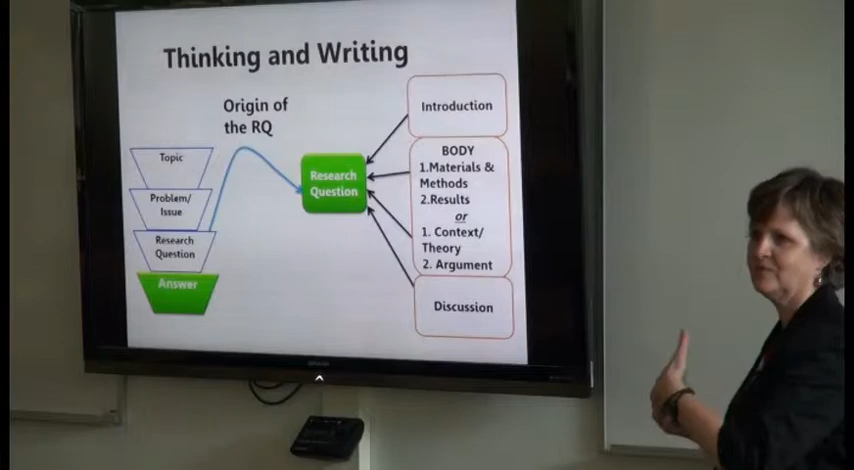 Thinking and Writing
Origin of
the RQ
Topic
Problem/
Issue
Research
Question
Answer
Research
Question
Introduction
BODY
1.Materials &
Methods
2.Results
or
1. Context/
Theory
2. Argument
Discussion